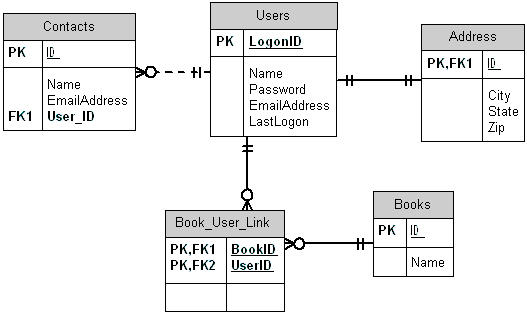 Contacts
PK ID
Name
EmailAddress
FK1 User_ID
Users
PK LogonID
Name
Password
EmailAddress
LastLogon
Address
PK,FK1 ID
City
State
Zip
Book_User_Link
PK,FK1 BookID
PK,FK2 UserID
Books
PK ID
Name